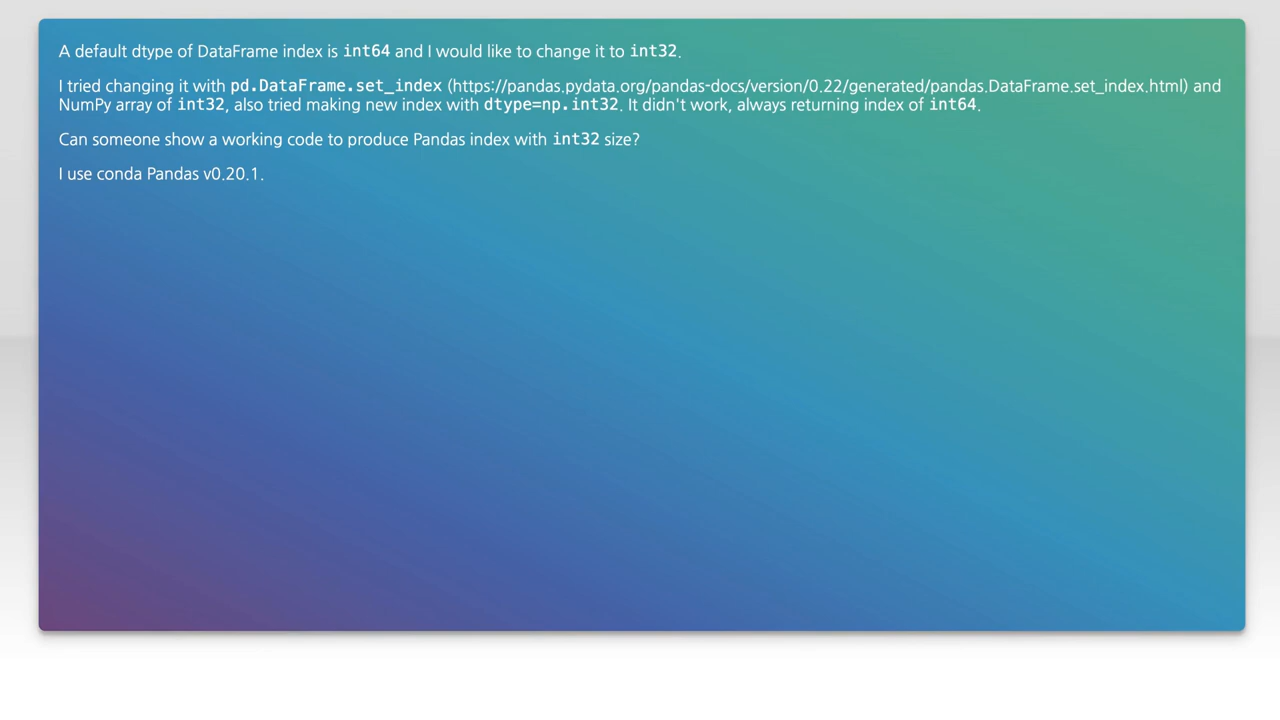 A default dtype of DataFrame index is int64 and I would like to change it to int32.
I tried changing it with pd.DataFrame.set_index (https://pandas.pydata.org/pandas-docs/version/0.22/generated/pandas.DataFrame.set_index.html) and
NumPy array of int32, also tried making new index with dtype=np.int32. It didn't work, always returning index of int64.
Can someone show a working code to produce Pandas index with int32 size?
I use conda Pandas v0.20.1.